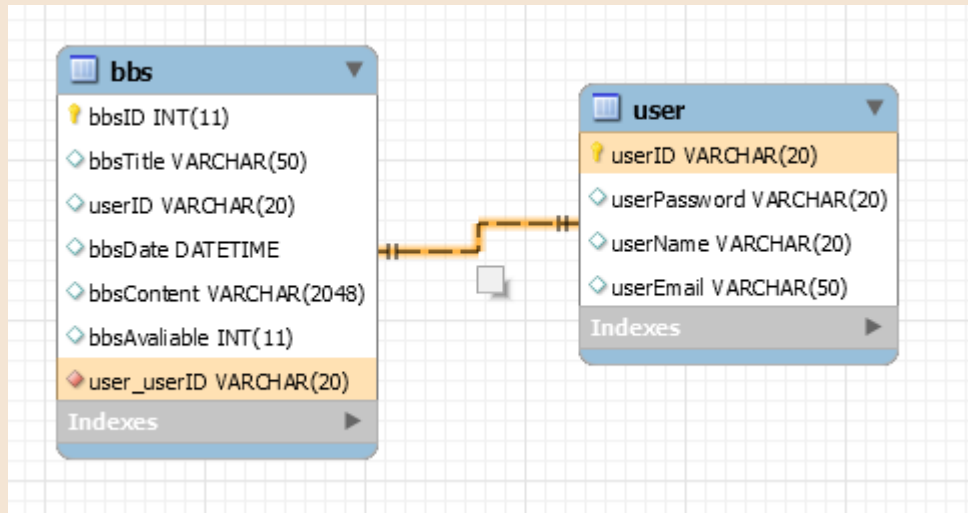 bbs
bbsID INT(11)
bbsTitle VARCHAR(50)
userID VARCHAR(20)
bbsDate DATETIME
bbsContent VARCHAR(2048)
bbsAvaliable INT(11)
user_userID VARCHAR(20)
Indexes
user
userID VARCHAR(20)
userPassword VARCHAR(20)
userName VARCHAR(20)
userEmail VARCHAR(50)
Indexes